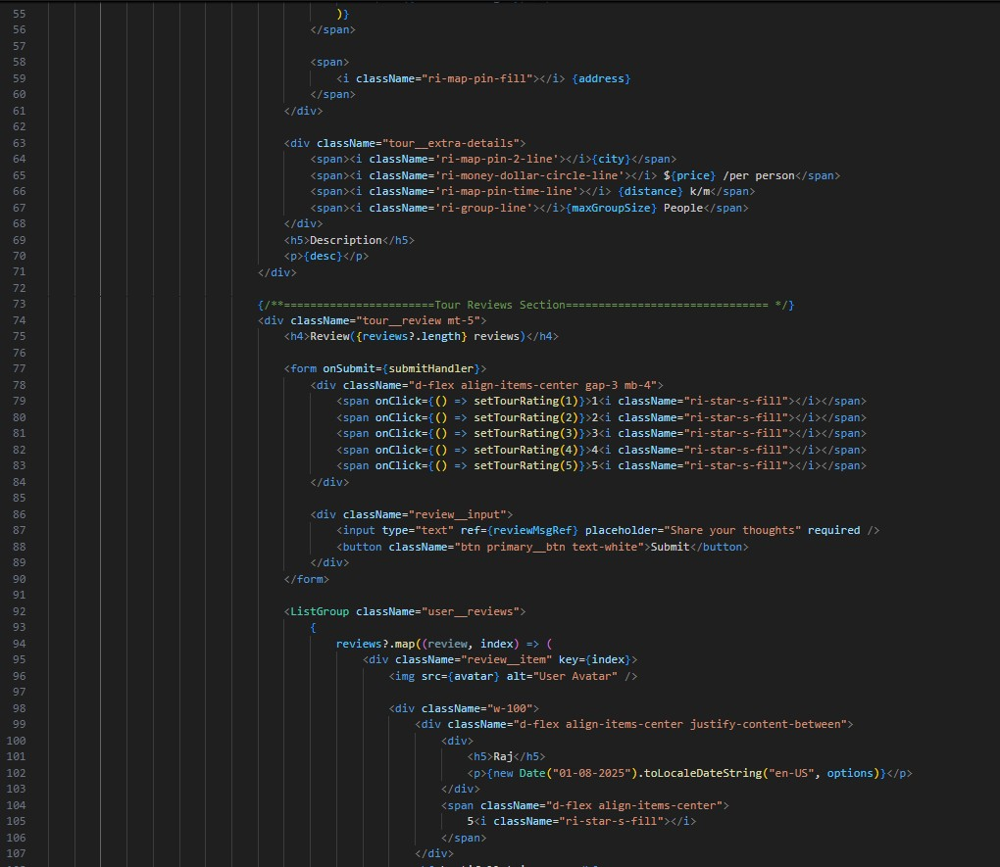 55 )}
56 </span>
57
58 <span>
59 <i className="ri-map-pin-fill"></i> {address}
60 </span>
61 </div>
62
63 <div className="tour__extra-details">
64 <span><i className='ri-map-pin-2-line'></i>{city}</span>
65 <span><i className='ri-money-dollar-circle-line'></i> ${price} /per person</span>
66 <span><i className='ri-map-pin-time-line'></i> {distance} k/m</span>
67 <span><i className='ri-group-line'></i>{maxGroupSize} People</span>
68 </div>
69 <h5>Description</h5>
70 <p>{desc}</p>
71 </div>
72
73 {/**=======================Tour Reviews Section=============================== */}
74 <div className="tour__review mt-5">
75 <h4>Review({reviews?.length} reviews)</h4>
76
77 <form onSubmit={submitHandler}>
78 <div className="d-flex align-items-center gap-3 mb-4">
79 <span onClick={() => setTourRating(1)}>1<i className="ri-star-s-fill"></i></span>
80 <span onClick={() => setTourRating(2)}>2<i className="ri-star-s-fill"></i></span>
81 <span onClick={() => setTourRating(3)}>3<i className="ri-star-s-fill"></i></span>
82 <span onClick={() => setTourRating(4)}>4<i className="ri-star-s-fill"></i></span>
83 <span onClick={() => setTourRating(5)}>5<i className="ri-star-s-fill"></i></span>
84 </div>
85
86 <div className="review__input">
87 <input type="text" ref={reviewMsgRef} placeholder="Share your thoughts" required />
88 <button className="btn primary__btn text-white">Submit</button>
89 </div>
90 </form>
91
92 <ListGroup className="user__reviews">
93 {
94 reviews?.map((review, index) => (
95 <div className="review__item" key={index}>
96 <img src={avatar} alt="User Avatar" />
97
98 <div className="w-100">
99 <div className="d-flex align-items-center justify-content-between">
100 <div>
101 <h5>Raj</h5>
102 <p>{new Date("01-08-2025").toLocaleDateString("en-US", options)}</p>
103 </div>
104 <span className="d-flex align-items-center">
105 5<i className="ri-star-s-fill"></i>
106 </span>
107 </div>